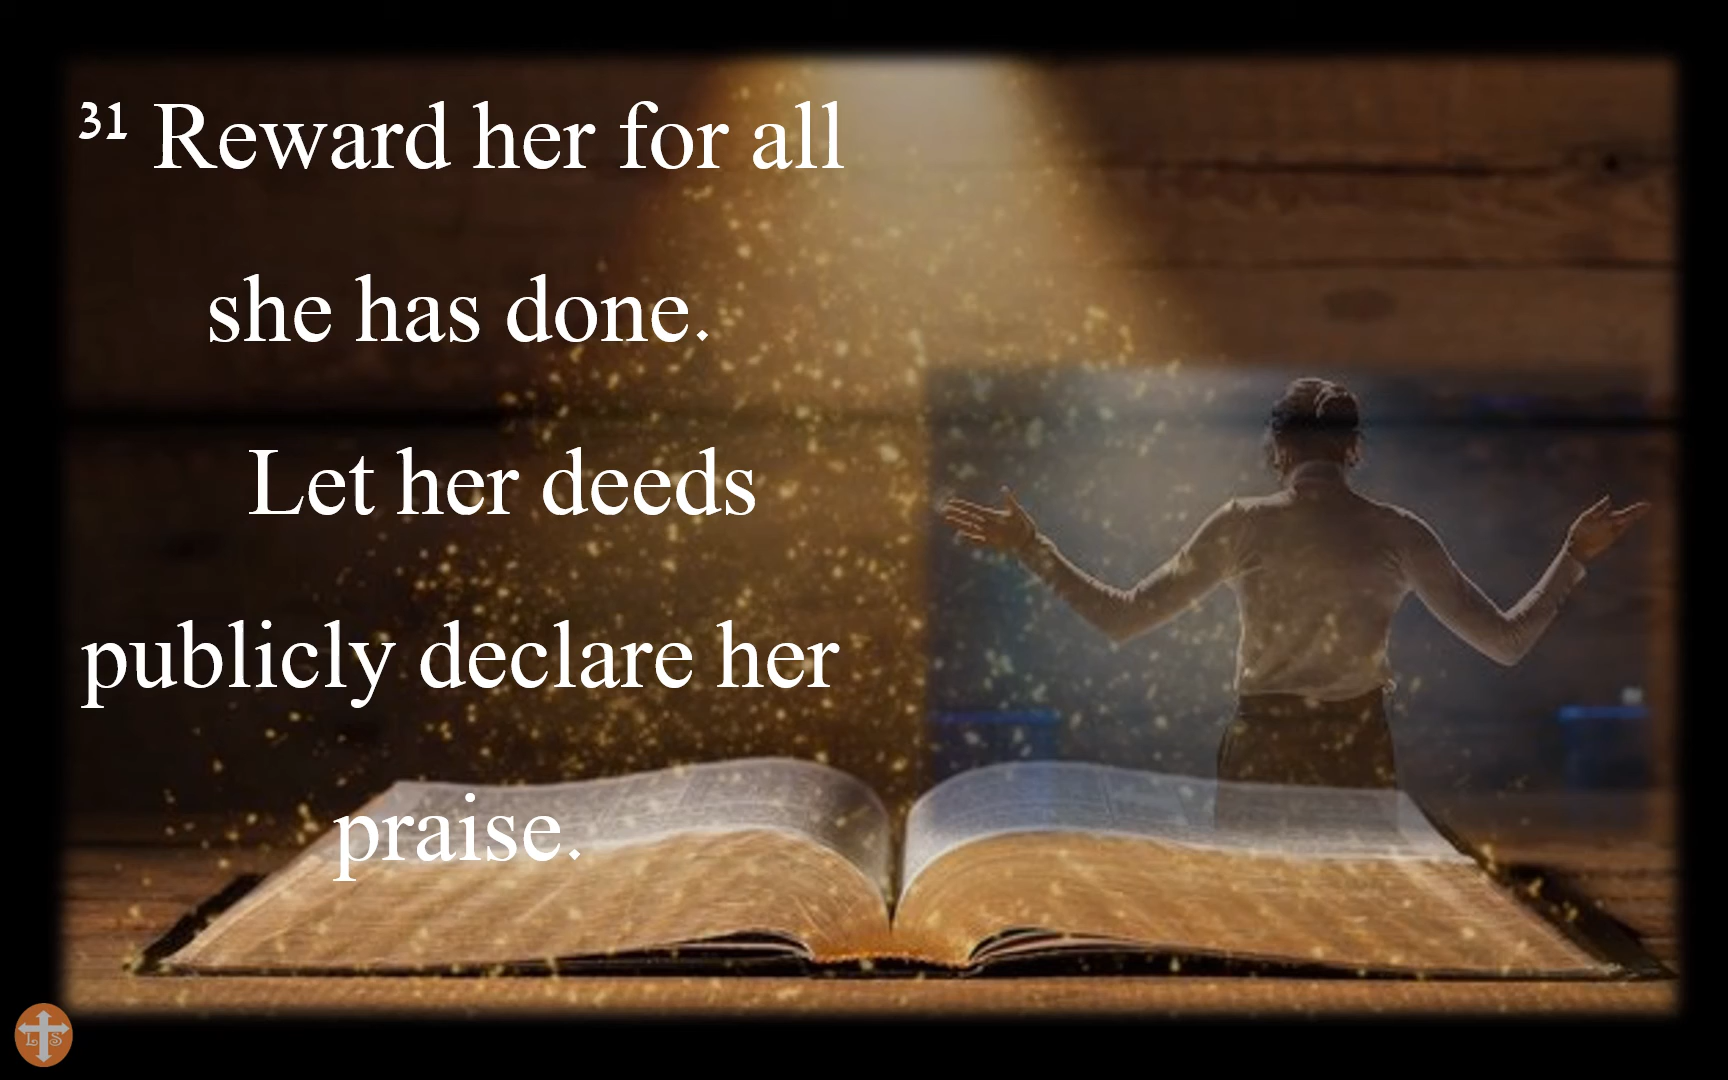 31 Reward her for all
she has done.
Let her deeds
publicly declare her
praise.
L S